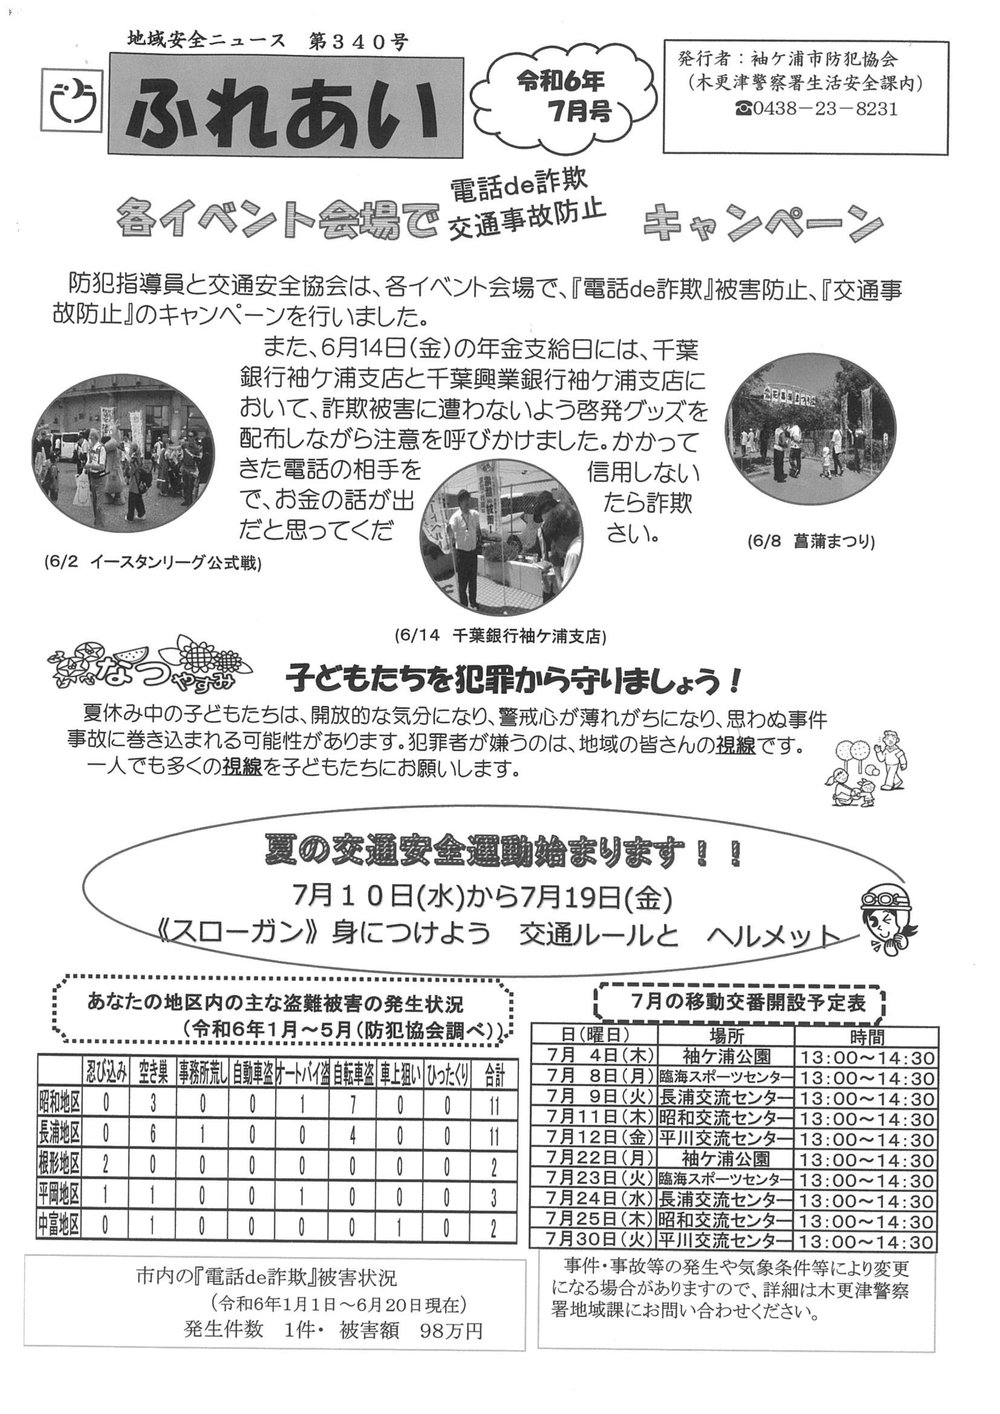 地域安全ニュース　第３４０号
ふれあい
令和6年
7月号
発行者：袖ケ浦市防犯協会
（木更津警察署生活安全課内）
☎0438－23－8231
各イベント会場で
電話de詐欺
交通事故防止
キャンペーン
防犯指導員と交通安全協会は、各イベント会場で、『電話de詐欺』被害防止、『交通事
故防止』のキャンペーンを行いました。
また、6月14日（金）の年金支給日には、千葉
銀行袖ケ浦支店と千葉興業銀行袖ケ浦支店に
おいて、詐欺被害に遭わないよう啓発グッズを
配布しながら注意を呼びかけました。かかって
きた電話の相手を　信用しない
で、お金の話が出　たら詐欺
だと思ってくだ　さい。
(6/2　イースタンリーグ公式戦)
(6/8　菖蒲まつり)
(6/14　千葉銀行袖ケ浦支店)
なつやすみ
子どもたちを犯罪から守りましょう！
夏休み中の子どもたちは、開放的な気分になり、警戒心が薄れがちになり、思わぬ事件
事故に巻き込まれる可能性があります。犯罪者が嫌うのは、地域の皆さんの視線です。
一人でも多くの視線を子どもたちにお願いします。
夏の交通安全運動始まります！！
7月１０日(水)から7月19日(金)
《スローガン》身につけよう　交通ルールと　ヘルメット
あなたの地区内の主な盗難被害の発生状況
（令和6年1月～5月（防犯協会調べ））
忍び込み　空き巣　事務所荒し　自動車盗　オートバイ盗　自転車盗　車上狙い　ひったくり　合計
昭和地区　0　3　0　0　1　7　0　0　11
長浦地区　0　6　1　0　0　4　0　0　11
根形地区　2　0　0　0　0　0　0　0　2
平岡地区　1　1　0　0　1　0　0　0　3
中富地区　0　1　0　0　0　0　1　0　2
市内の『電話de詐欺』被害状況
（令和6年1月1日～6月20日現在）
発生件数　1件・　被害額　98万円
7月の移動交番開設予定表
日（曜日）　場所　時間
7月　4日（木）　袖ケ浦公園　13:00～14:30
7月　8日（月）　臨海スポーツセンター　13:00～14:30
7月　9日（火）　長浦交流センター　13:00～14:30
7月11日（木）　昭和交流センター　13:00～14:30
7月12日（金）　平川交流センター　13:00～14:30
7月22日（月）　袖ケ浦公園　13:00～14:30
7月23日（火）　臨海スポーツセンター　13:00～14:30
7月24日（水）　長浦交流センター　13:00～14:30
7月25日（木）　昭和交流センター　13:00～14:30
7月30日（火）　平川交流センター　13:00～14:30
事件・事故等の発生や気象条件等により変更
になる場合がありますので、詳細は木更津警察
署地域課にお問い合わせください。